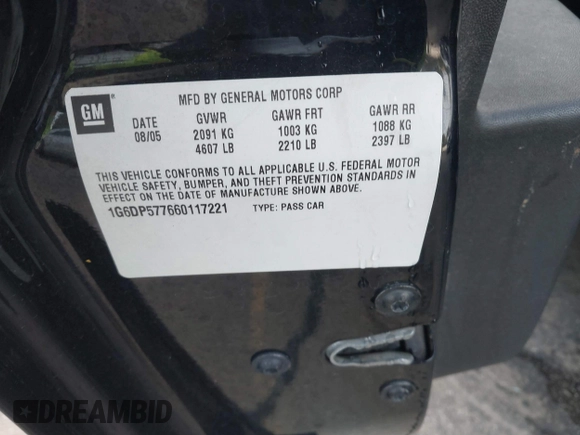 GM
MFD BY GENERAL MOTORS CORP
DATE GVWR GAWR FRT GAWR RR
08/05 2091 KG 1003 KG 1088 KG
4607 LB 2210 LB 2397 LB
THIS VEHICLE CONFORMS TO ALL APPLICABLE U.S. FEDERAL MOTOR
VEHICLE SAFETY, BUMPER, AND THEFT PREVENTION STANDARDS IN
EFFECT ON THE DATE OF MANUFACTURE SHOWN ABOVE.
1G6DP577660117221 TYPE: PASS CAR
DREAMBID